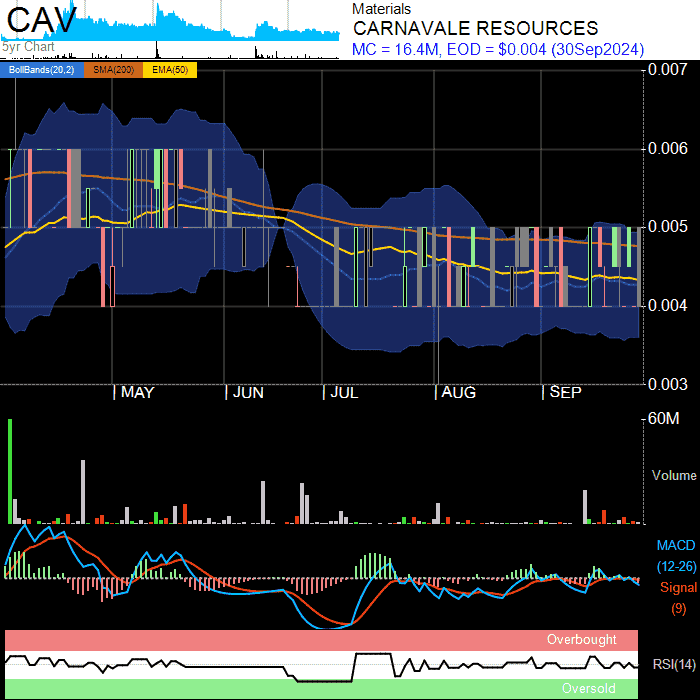 CAV
5yr Chart
Materials
CARNAVALE RESOURCES
MC = 16.4M, EOD = $0.004 (30Sep2024)
BollBands(20,2) SMA(200) EMA(50)
0.007
0.006
0.005
0.004
0.003
MAY JUN JUL AUG SEP
60M
Volume
MACD
(12-26)
Signal
(9)
Overbought
RSI(14)
Oversold